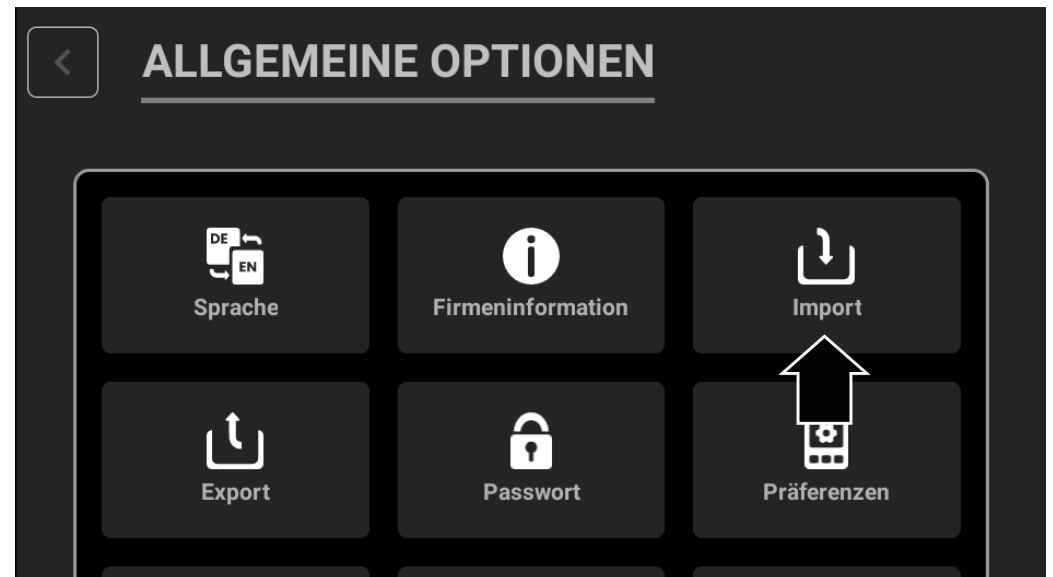 ALLGEMEINE OPTIONEN
DE
EN
Sprache
Firmeninformation
Import
Export
Passwort
Präferenzen